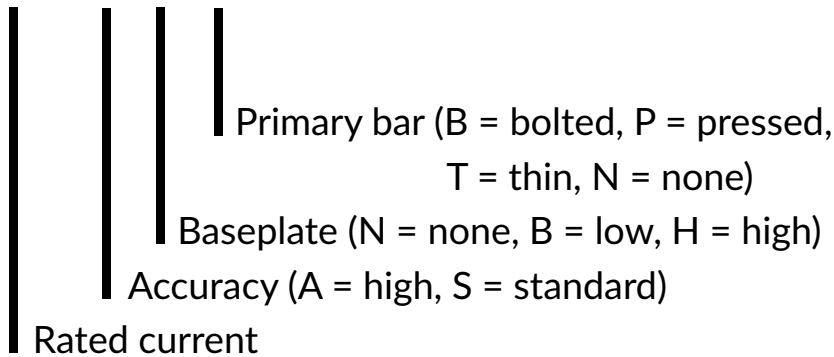 Primary bar (B = bolted, P = pressed,
T = thin, N = none)
Baseplate (N = none, B = low, H = high)
Accuracy (A = high, S = standard)
Rated current